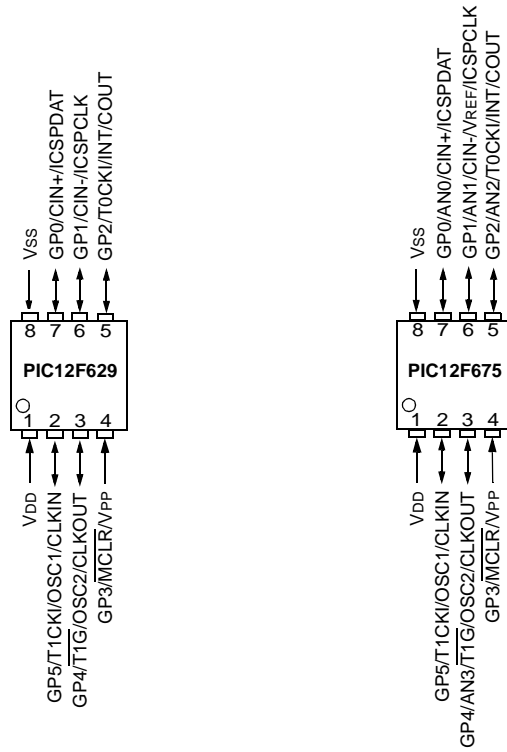 Vss
GP0/CIN+/ICSPDAT
GP1/CIN-/ICSPCLK
GP2/T0CKI/INT/COUT
8 7 6 5
PIC12F629
1 2 3 4
VDD
GP5/T1CKI/OSC1/CLKIN
GP4/T1G/OSC2/CLKOUT
GP3/MCLR/VPP
Vss
GP0/AN0/CIN+/ICSPDAT
GP1/AN1/CIN-/VREF/ICSPCLK
GP2/AN2/T0CKI/INT/COUT
8 7 6 5
PIC12F675
1 2 3 4
VDD
GP5/T1CKI/OSC1/CLKIN
GP4/AN3/T1G/OSC2/CLKOUT
GP3/MCLR/VPP